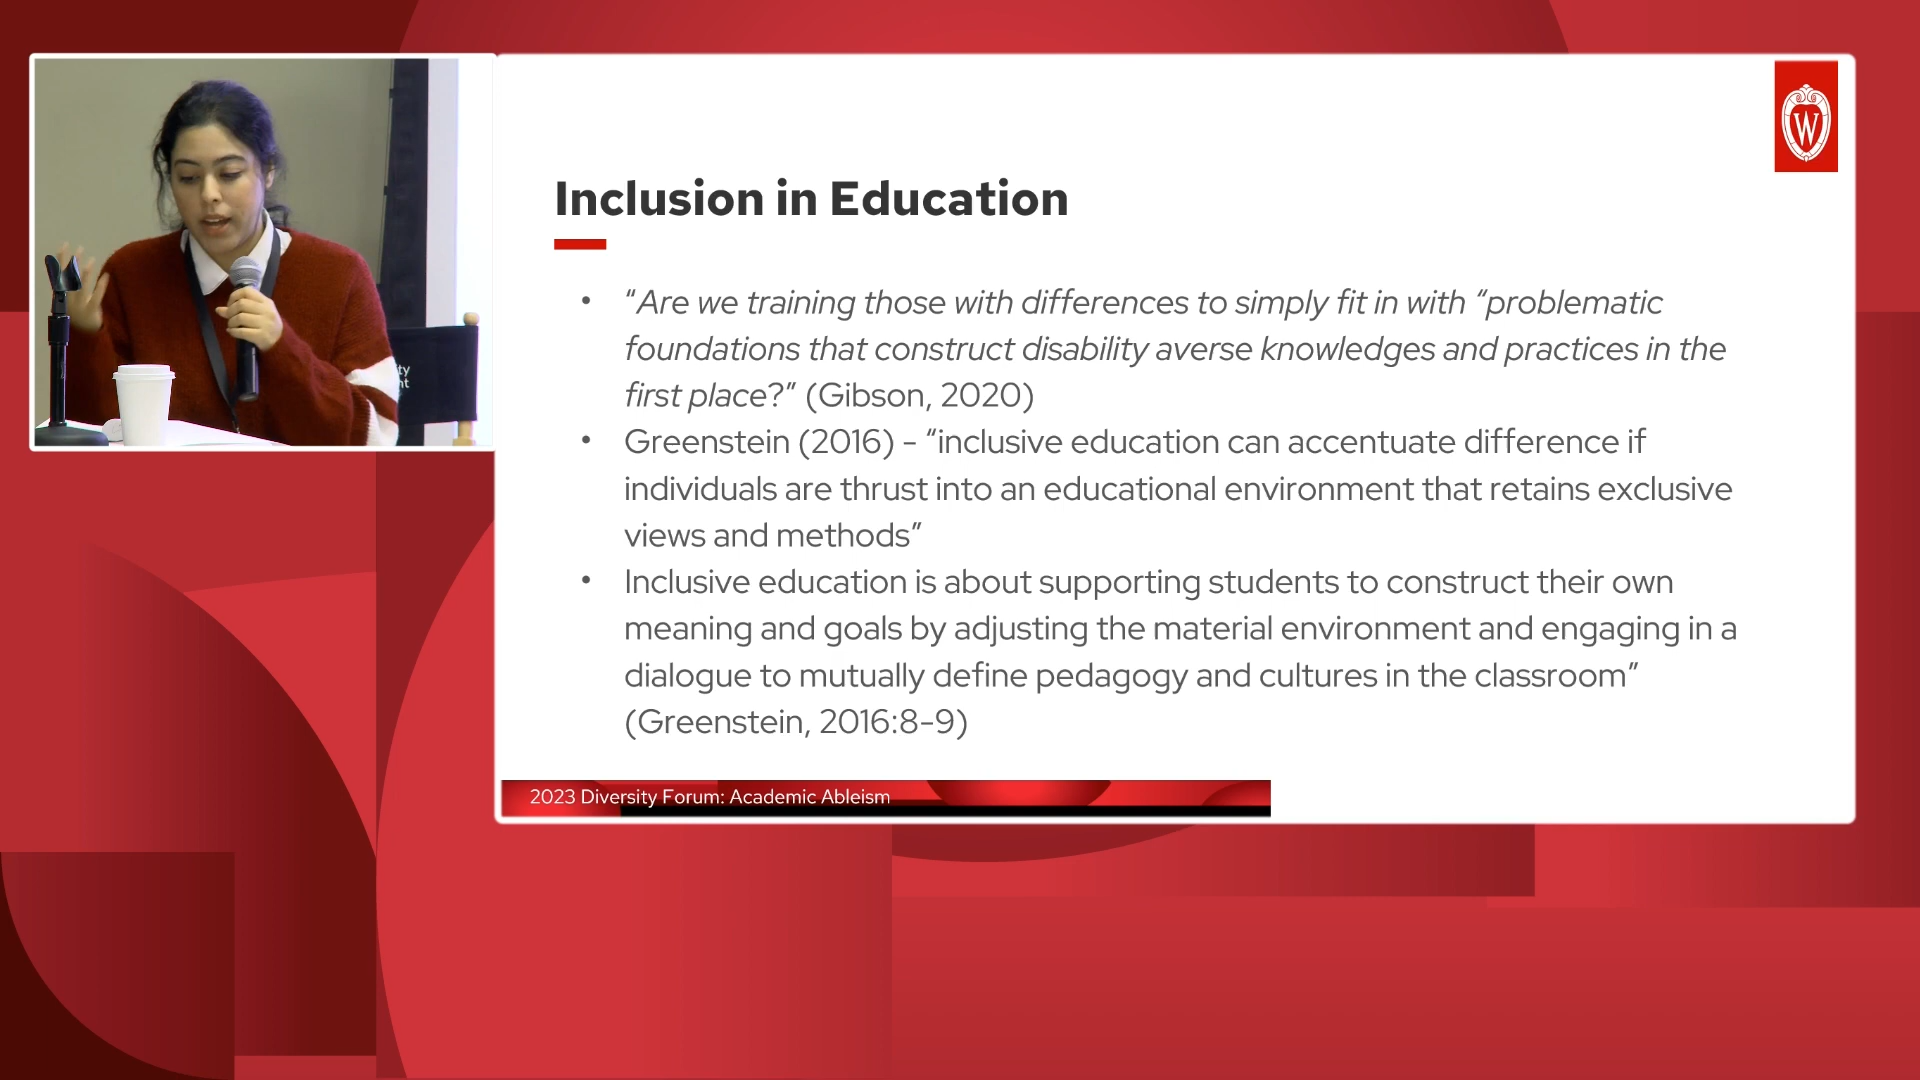 Inclusion in Education
• “Are we training those with differences to simply fit in with “problematic
foundations that construct disability averse knowledges and practices in the
first place?” (Gibson, 2020)
• Greenstein (2016) - “inclusive education can accentuate difference if
individuals are thrust into an educational environment that retains exclusive
views and methods”
• Inclusive education is about supporting students to construct their own
meaning and goals by adjusting the material environment and engaging in a
dialogue to mutually define pedagogy and cultures in the classroom”
(Greenstein, 2016:8-9)
2023 Diversity Forum: Academic Ableism
W